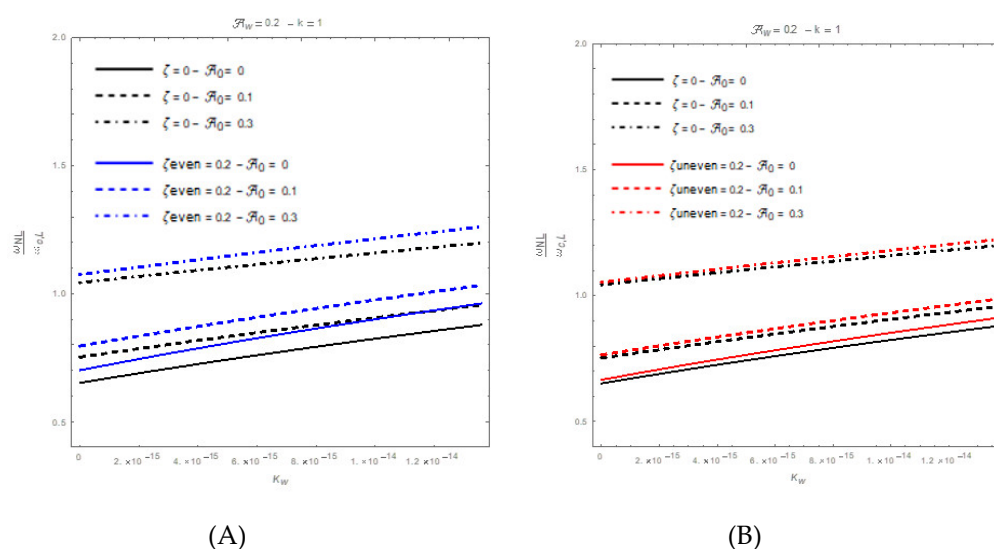 𝒜W = 0.2 – k = 1
ζ = 0 – 𝒜0 = 0
ζ = 0 – 𝒜0 = 0.1
ζ = 0 – 𝒜0 = 0.3
ζeven = 0.2 – 𝒜0 = 0
ζeven = 0.2 – 𝒜0 = 0.1
ζeven = 0.2 – 𝒜0 = 0.3
ωNL
ωc,L
2.0
1.5
1.0
0.5
0 2.×10⁻¹⁵ 4.×10⁻¹⁵ 6.×10⁻¹⁵ 8.×10⁻¹⁵ 1.×10⁻¹⁴ 1.2×10⁻¹⁴
KW
(A)
𝒜W = 0.2 – k = 1
ζ = 0 – 𝒜0 = 0
ζ = 0 – 𝒜0 = 0.1
ζ = 0 – 𝒜0 = 0.3
ζuneven = 0.2 – 𝒜0 = 0
ζuneven = 0.2 – 𝒜0 = 0.1
ζuneven = 0.2 – 𝒜0 = 0.3
ωNL
ωc,L
2.0
1.5
1.0
0.5
0 2.×10⁻¹⁵ 4.×10⁻¹⁵ 6.×10⁻¹⁵ 8.×10⁻¹⁵ 1.×10⁻¹⁴ 1.2×10⁻¹⁴
KW
(B)